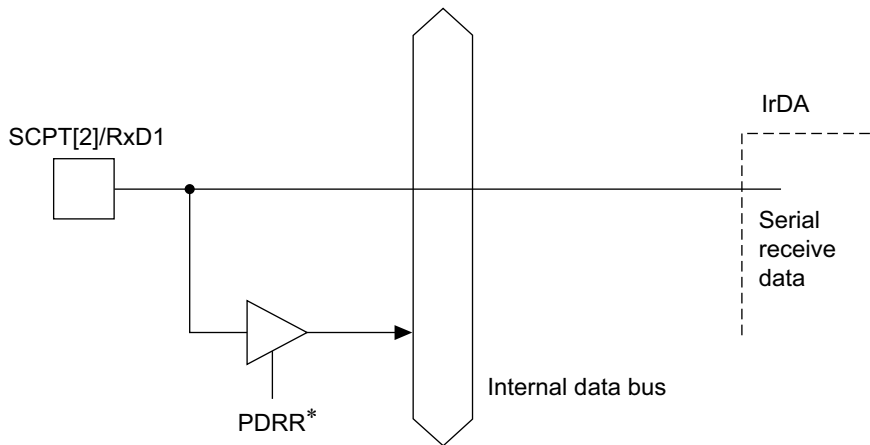 IrDA
SCPT[2]/RxD1
Serial
receive
data
Internal data bus
PDRR*